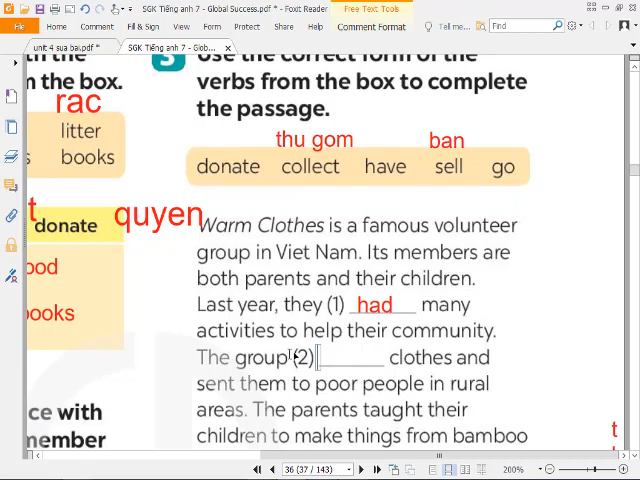 SGK Tiếng anh 7 - Global Success.pdf - Foxit Reader
Free Text Tools
File
Home
Comment
Fill & Sign
View
Form
Protect
Share
Help
Comment Format
Tell me...
Find
unit 4 sua bai.pdf *
SGK Tiếng anh 7 - Glob...
m the box.
rac
litter
books
t
quyen
donate
ood
books
ce with
member
3
Use the correct form of the
verbs from the box to complete
the passage.
thu gom
ban
donate collect have sell go
Warm Clothes is a famous volunteer
group in Viet Nam. Its members are
both parents and their children.
Last year, they (1) had many
activities to help their community.
The group (2) ______ clothes and
sent them to poor people in rural
areas. The parents taught their
children to make things from bamboo
t
36 (37 / 143)
200%